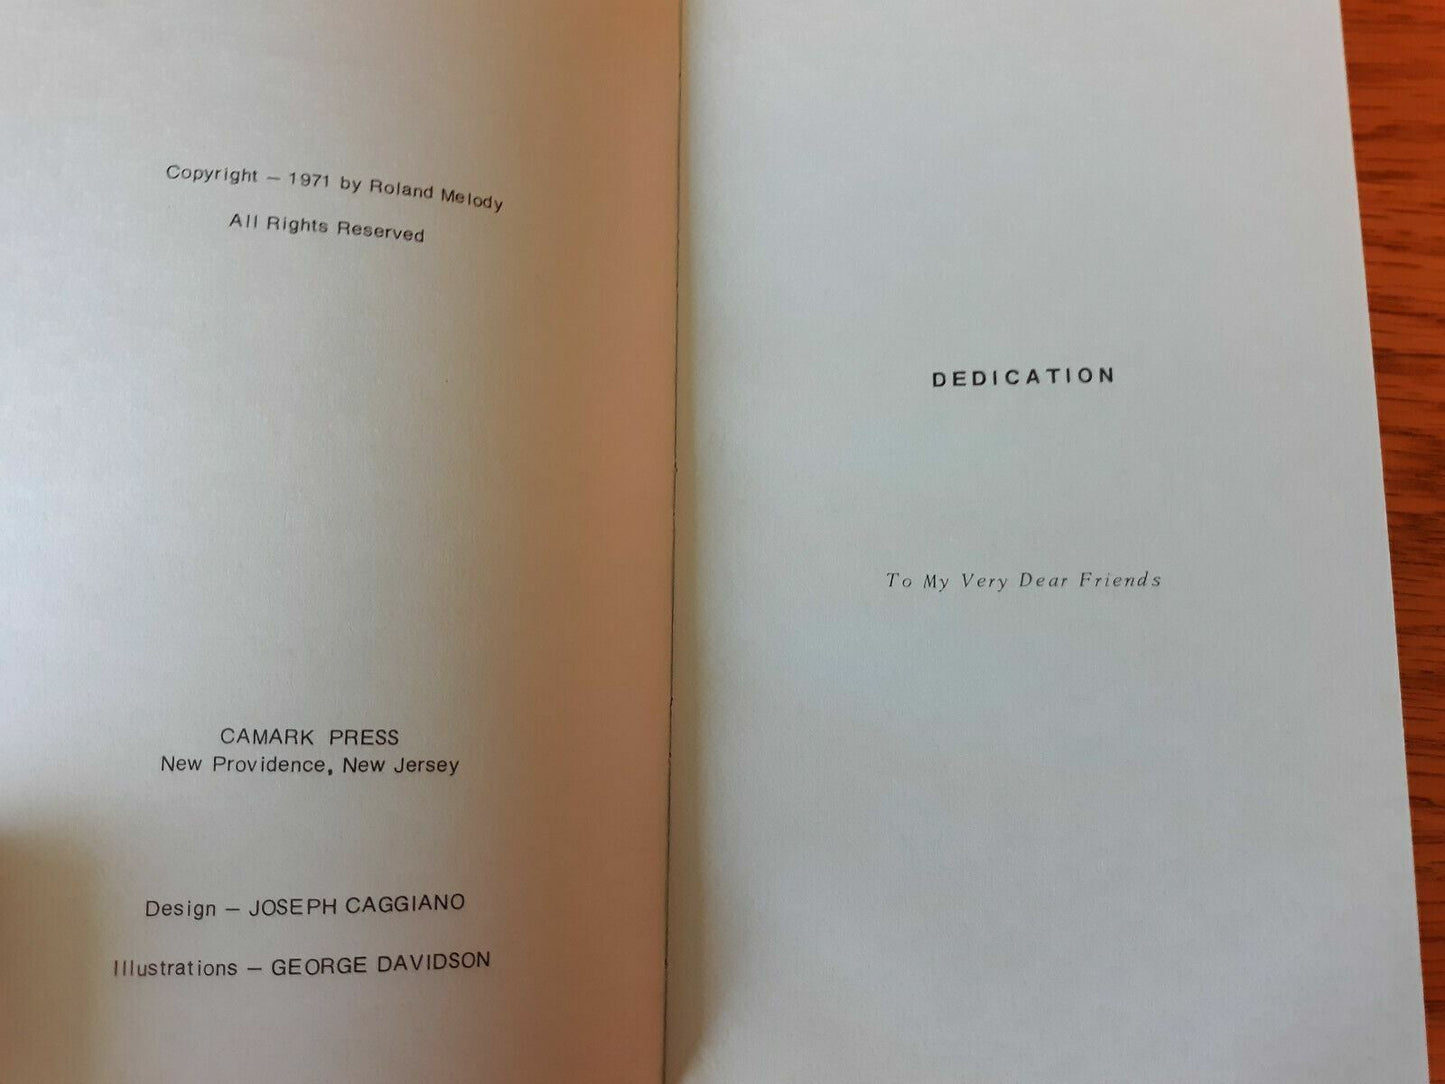 Copyright – 1971 by Roland Melody
All Rights Reserved
CAMARK PRESS
New Providence, New Jersey
Design – JOSEPH CAGGIANO
Illustrations – GEORGE DAVIDSON
DEDICATION
To My Very Dear Friends